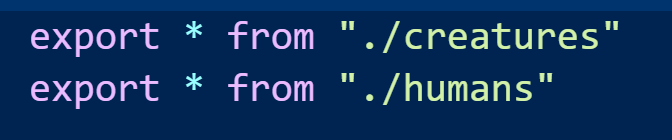 export * from "./creatures"
export * from "./humans"